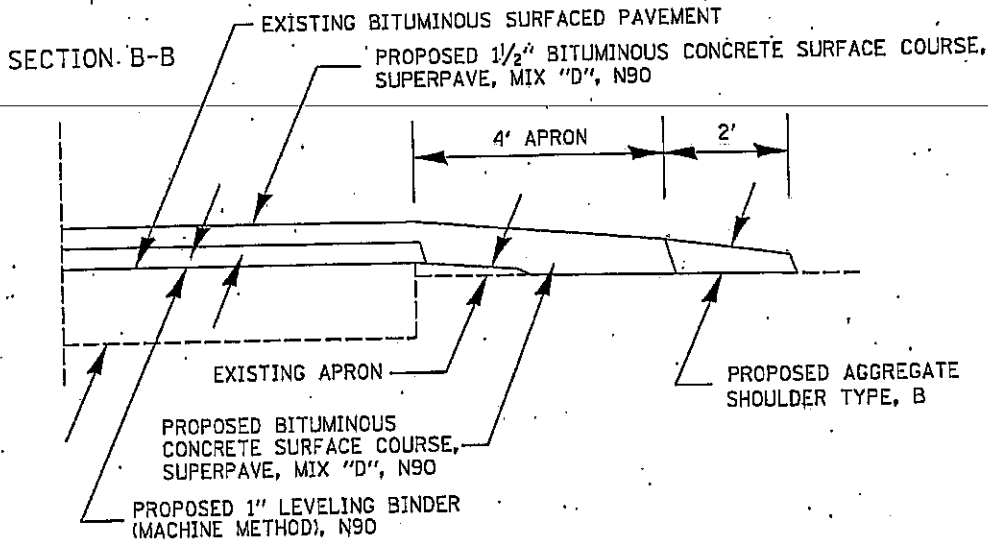 EXISTING BITUMINOUS SURFACED PAVEMENT
SECTION B-B
PROPOSED 1½" BITUMINOUS CONCRETE SURFACE COURSE,
SUPERPAVE, MIX "D", N90
4' APRON
2'
EXISTING APRON
PROPOSED AGGREGATE
SHOULDER TYPE, B
PROPOSED BITUMINOUS
CONCRETE SURFACE COURSE,
SUPERPAVE, MIX "D", N90
PROPOSED 1" LEVELING BINDER
(MACHINE METHOD), N90